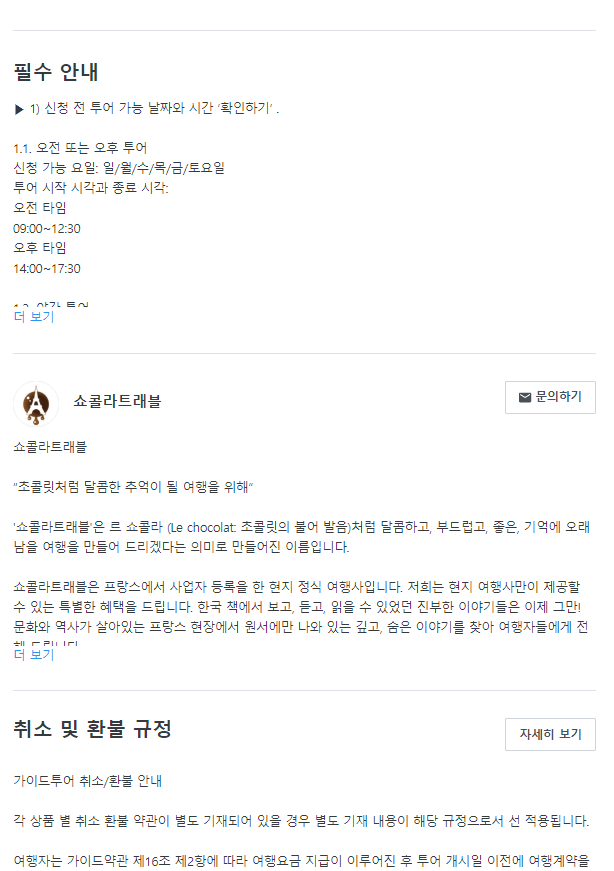 필수 안내
▶ 1) 신청 전 투어 가능 날짜와 시간 ‘확인하기’ .
1.1. 오전 또는 오후 투어
신청 가능 요일: 일/월/수/목/금/토요일
투어 시작 시각과 종료 시각:
오전 타임
09:00~12:30
오후 타임
14:00~17:30
더 보기
쇼콜라트래블
문의하기
쇼콜라트래블
“초콜릿처럼 달콤한 추억이 될 여행을 위해”
'쇼콜라트래블'은 르 쇼콜라 (Le chocolat: 초콜릿의 불어 발음)처럼 달콤하고, 부드럽고, 좋은, 기억에 오래
남을 여행을 만들어 드리겠다는 의미로 만들어진 이름입니다.
쇼콜라트래블은 프랑스에서 사업자 등록을 한 현지 정식 여행사입니다. 저희는 현지 여행사만이 제공할
수 있는 특별한 혜택을 드립니다. 한국 책에서 보고, 듣고, 읽을 수 있었던 진부한 이야기들은 이제 그만!
문화와 역사가 살아있는 프랑스 현장에서 원서에만 나와 있는 깊고, 숨은 이야기를 찾아 여행자들에게 전
더 보기
취소 및 환불 규정
자세히 보기
가이드투어 취소/환불 안내
각 상품 별 취소 환불 약관이 별도 기재되어 있을 경우 별도 기재 내용이 해당 규정으로서 선 적용됩니다.
여행자는 가이드약관 제16조 제2항에 따라 여행요금 지급이 이루어진 후 투어 개시일 이전에 여행계약을